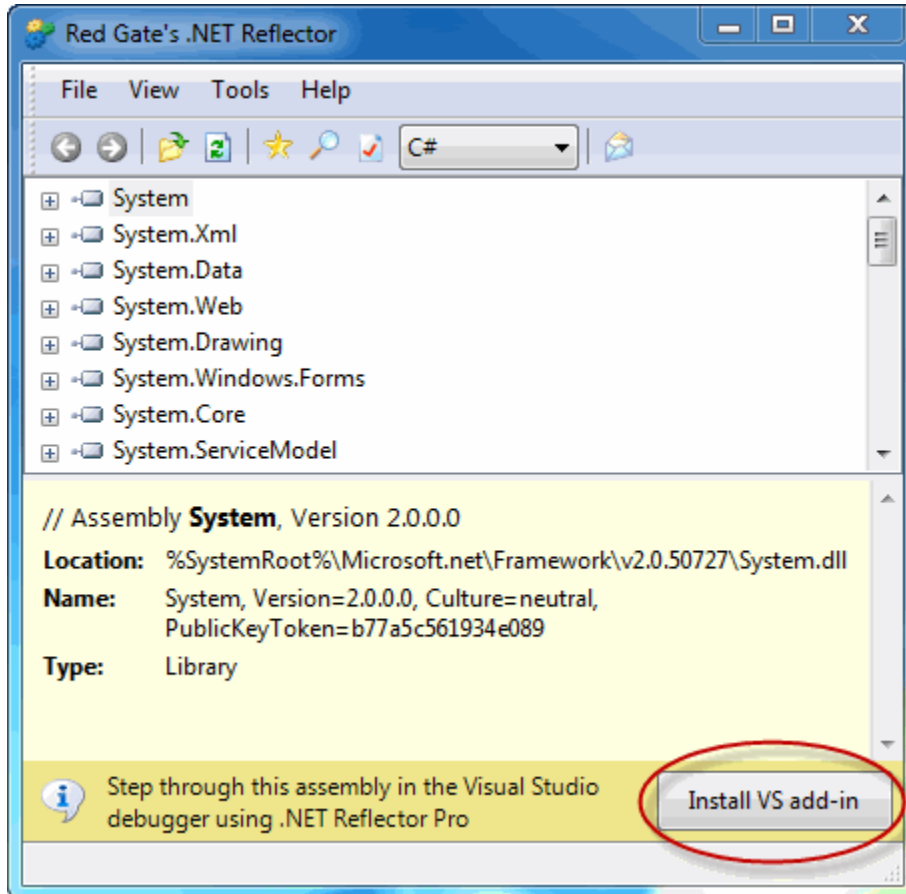 Red Gate's .NET Reflector
File View Tools Help
C#
System
System.Xml
System.Data
System.Web
System.Drawing
System.Windows.Forms
System.Core
System.ServiceModel
// Assembly System, Version 2.0.0.0
Location: %SystemRoot%\Microsoft.net\Framework\v2.0.50727\System.dll
Name: System, Version=2.0.0.0, Culture=neutral,
PublicKeyToken=b77a5c561934e089
Type: Library
Step through this assembly in the Visual Studio
debugger using .NET Reflector Pro
Install VS add-in